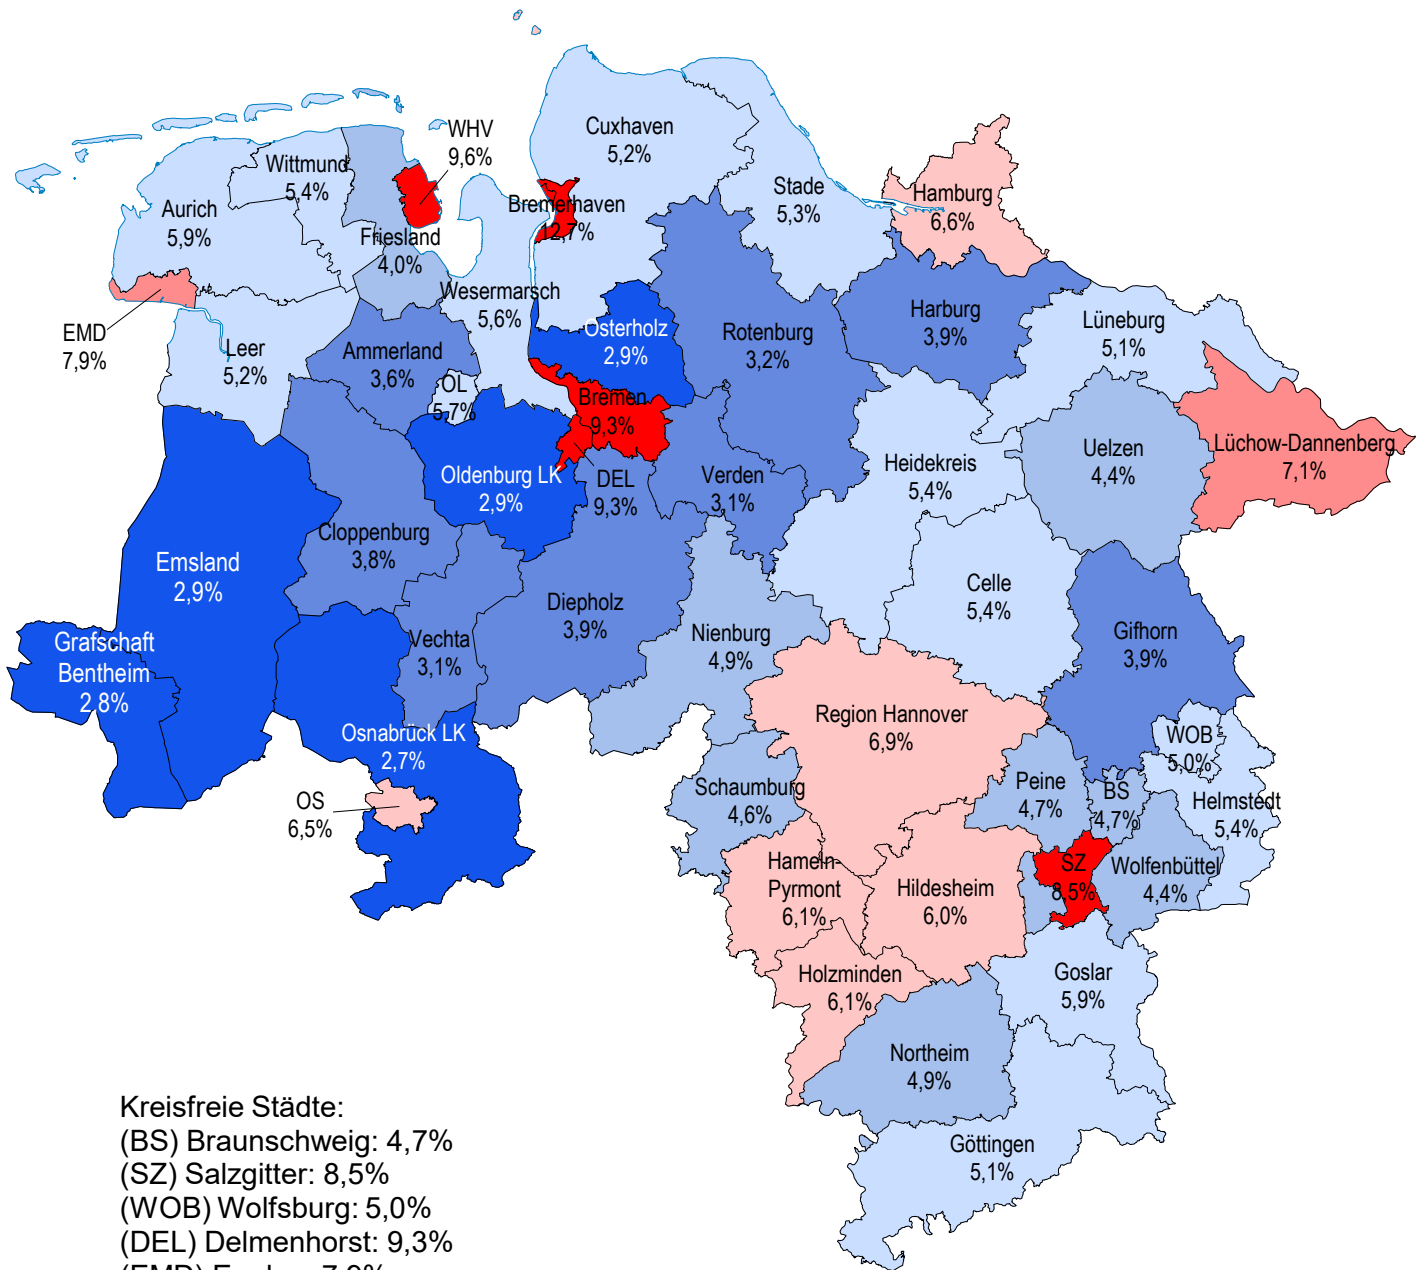 WHV
9,6%
Cuxhaven
5,2%
Wittmund
5,4%
Stade
5,3%
Hamburg
6,6%
Aurich
5,9%
Bremerhaven
12,7%
Friesland
4,0%
Wesermarsch
5,6%
EMD
7,9%
Leer
5,2%
Ammerland
3,6%
OL
5,7%
Osterholz
2,9%
Rotenburg
3,2%
Harburg
3,9%
Lüneburg
5,1%
Bremen
9,3%
Lüchow-Dannenberg
7,1%
Uelzen
4,4%
Heidekreis
5,4%
Verden
3,1%
DEL
9,3%
Oldenburg LK
2,9%
Cloppenburg
3,8%
Emsland
2,9%
Celle
5,4%
Diepholz
3,9%
Nienburg
4,9%
Gifhorn
3,9%
Vechta
3,1%
Grafschaft
Bentheim
2,8%
Region Hannover
6,9%
Osnabrück LK
2,7%
WOB
5,0%
OS
6,5%
Schaumburg
4,6%
Peine
4,7%
BS
4,7%
Helmstedt
5,4%
Hameln-
Pyrmont
6,1%
Hildesheim
6,0%
SZ
8,5%
Wolfenbüttel
4,4%
Holzminden
6,1%
Goslar
5,9%
Northeim
4,9%
Göttingen
5,1%
Kreisfreie Städte:
(BS) Braunschweig: 4,7%
(SZ) Salzgitter: 8,5%
(WOB) Wolfsburg: 5,0%
(DEL) Delmenhorst: 9,3%